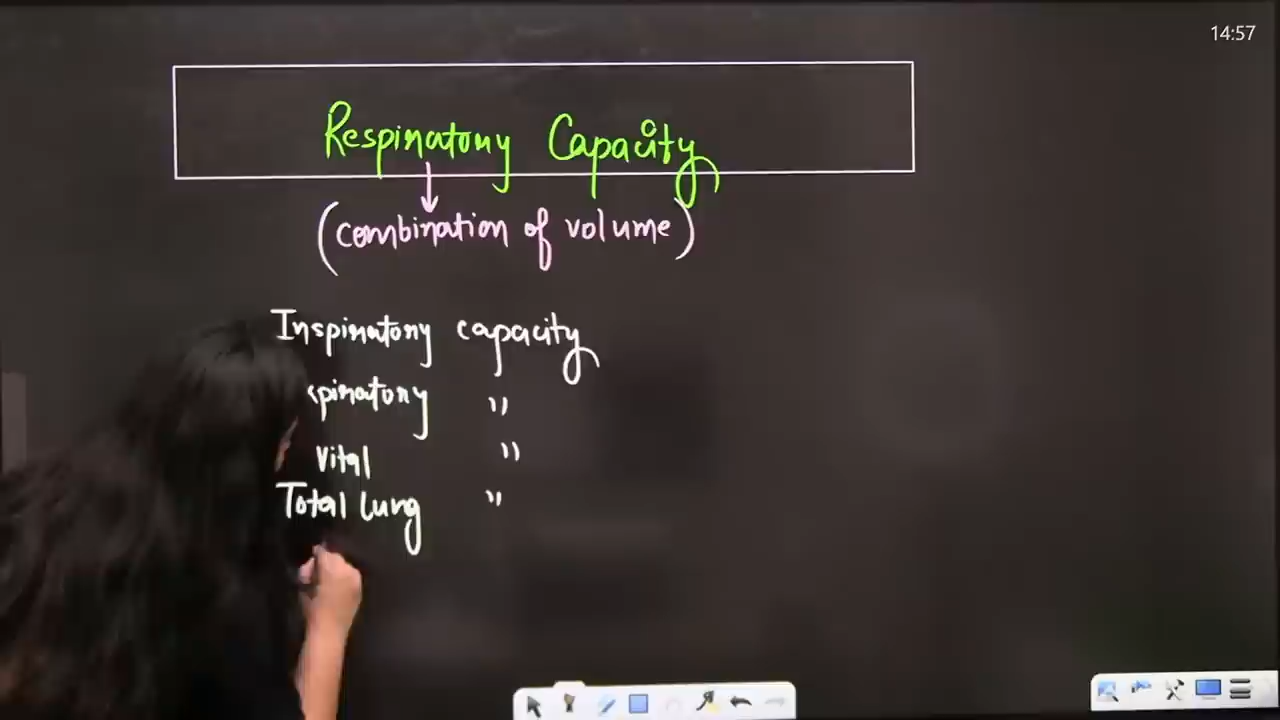 14:57
Respiratory Capacity
(combination of volume)
Inspiratory capacity
spiratory "
vital "
Total lung "